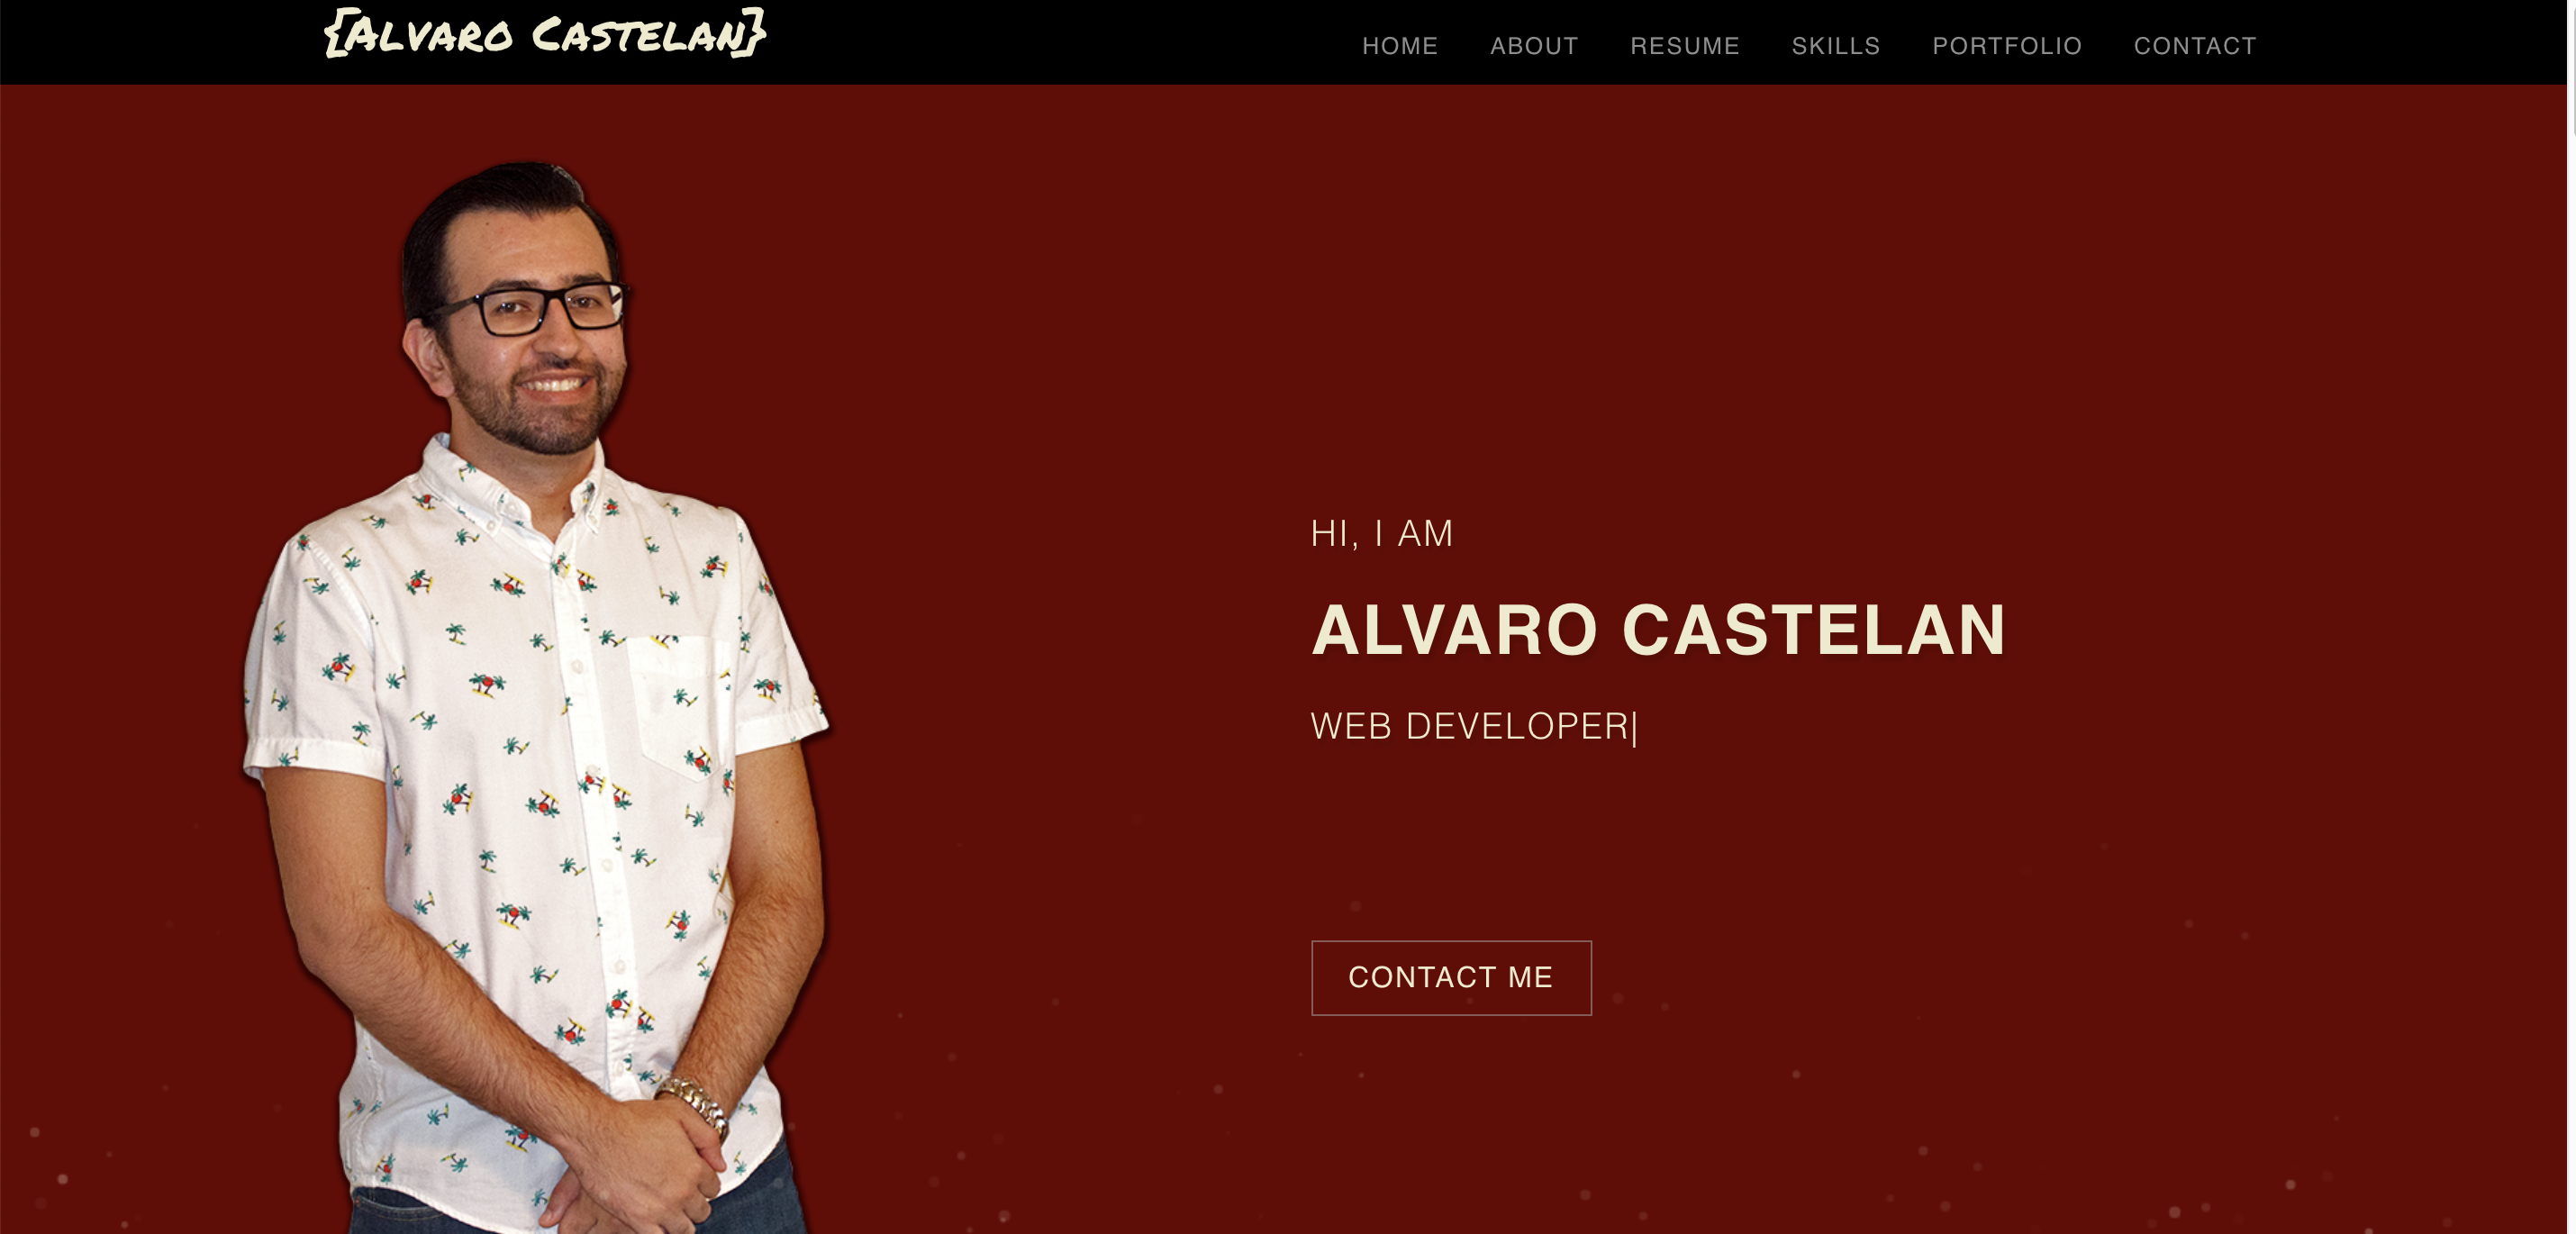 {ALVARO CASTELAN}
HOME ABOUT RESUME SKILLS PORTFOLIO CONTACT
HI, I AM
ALVARO CASTELAN
WEB DEVELOPER|
CONTACT ME